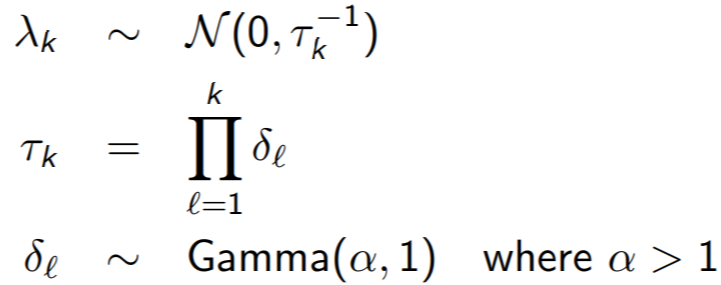 λ_k ∼ 𝒩(0, τ_k^{−1})
τ_k = ∏_{ℓ=1}^{k} δ_ℓ
δ_ℓ ∼ Gamma(α, 1) where α > 1